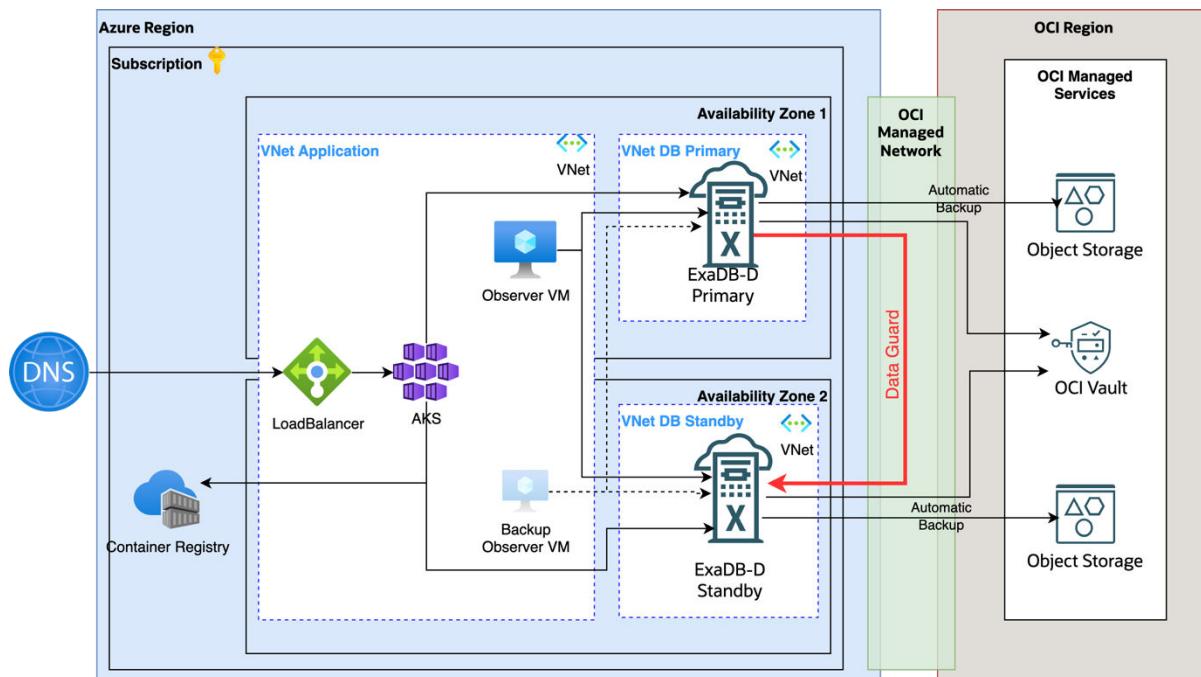 Azure Region
OCI Region
Subscription
OCI Managed
Services
Availability Zone 1
OCI
Managed
Network
VNet Application
VNet
VNet DB Primary
VNet
Automatic
Backup
Object Storage
Observer VM
ExaDB-D
Primary
Data Guard
DNS
LoadBalancer
AKS
OCI Vault
Availability Zone 2
VNet DB Standby
VNet
Backup
Observer VM
Container Registry
X
X
ExaDB-D
Standby
Automatic
Backup
Object Storage